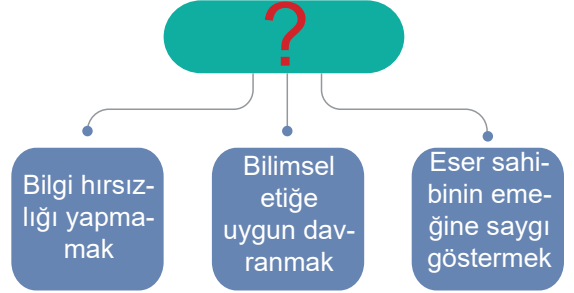 ?
Bilgi hırsız-
lığı yapma-
mak
Bilimsel
etiğe
uygun dav-
ranmak
Eser sahi-
binin eme-
ğine saygı
göstermek